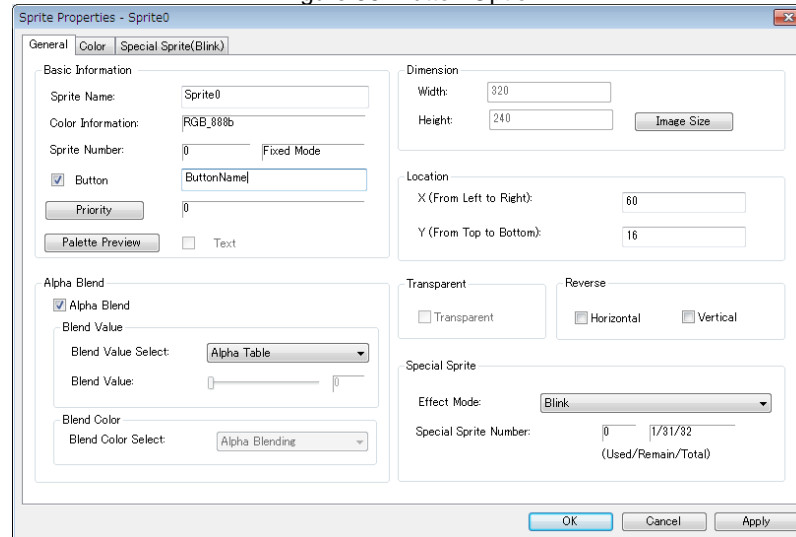 Sprite Properties - Sprite0
General Color Special Sprite(Blink)
Basic Information
Sprite Name: Sprite0
Color Information: RGB_888b
Sprite Number: 0 Fixed Mode
Button ButtonName
Priority 0
Palette Preview Text
Alpha Blend
Alpha Blend
Blend Value
Blend Value Select: Alpha Table
Blend Value: 0
Blend Color
Blend Color Select: Alpha Blending
Dimension
Width: 320
Height: 240 Image Size
Location
X (From Left to Right): 60
Y (From Top to Bottom): 16
Transparent
Transparent
Reverse
Horizontal Vertical
Special Sprite
Effect Mode: Blink
Special Sprite Number: 0 1/31/32
(Used/Remain/Total)
OK Cancel Apply